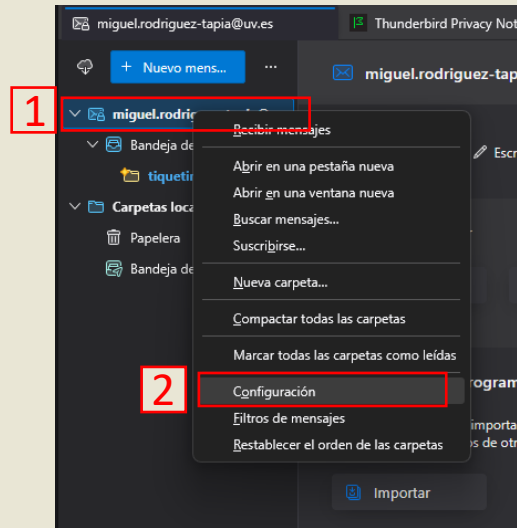 miguel.rodriguez-tapia@uv.es
Thunderbird Privacy Not
+ Nuevo mens...
miguel.rodriguez-tap
1
miguel.rodrig
Recibir mensajes
Bandeja de
Abrir en una pestaña nueva
Escr
tiquetin
Abrir en una ventana nueva
Carpetas loca
Buscar mensajes...
Papelera
Suscribirse...
Bandeja de
Nueva carpeta...
Compactar todas las carpetas
Marcar todas las carpetas como leídas
2
Configuración
rogram
Filtros de mensajes
importa
Restablecer el orden de las carpetas
s de otr
Importar